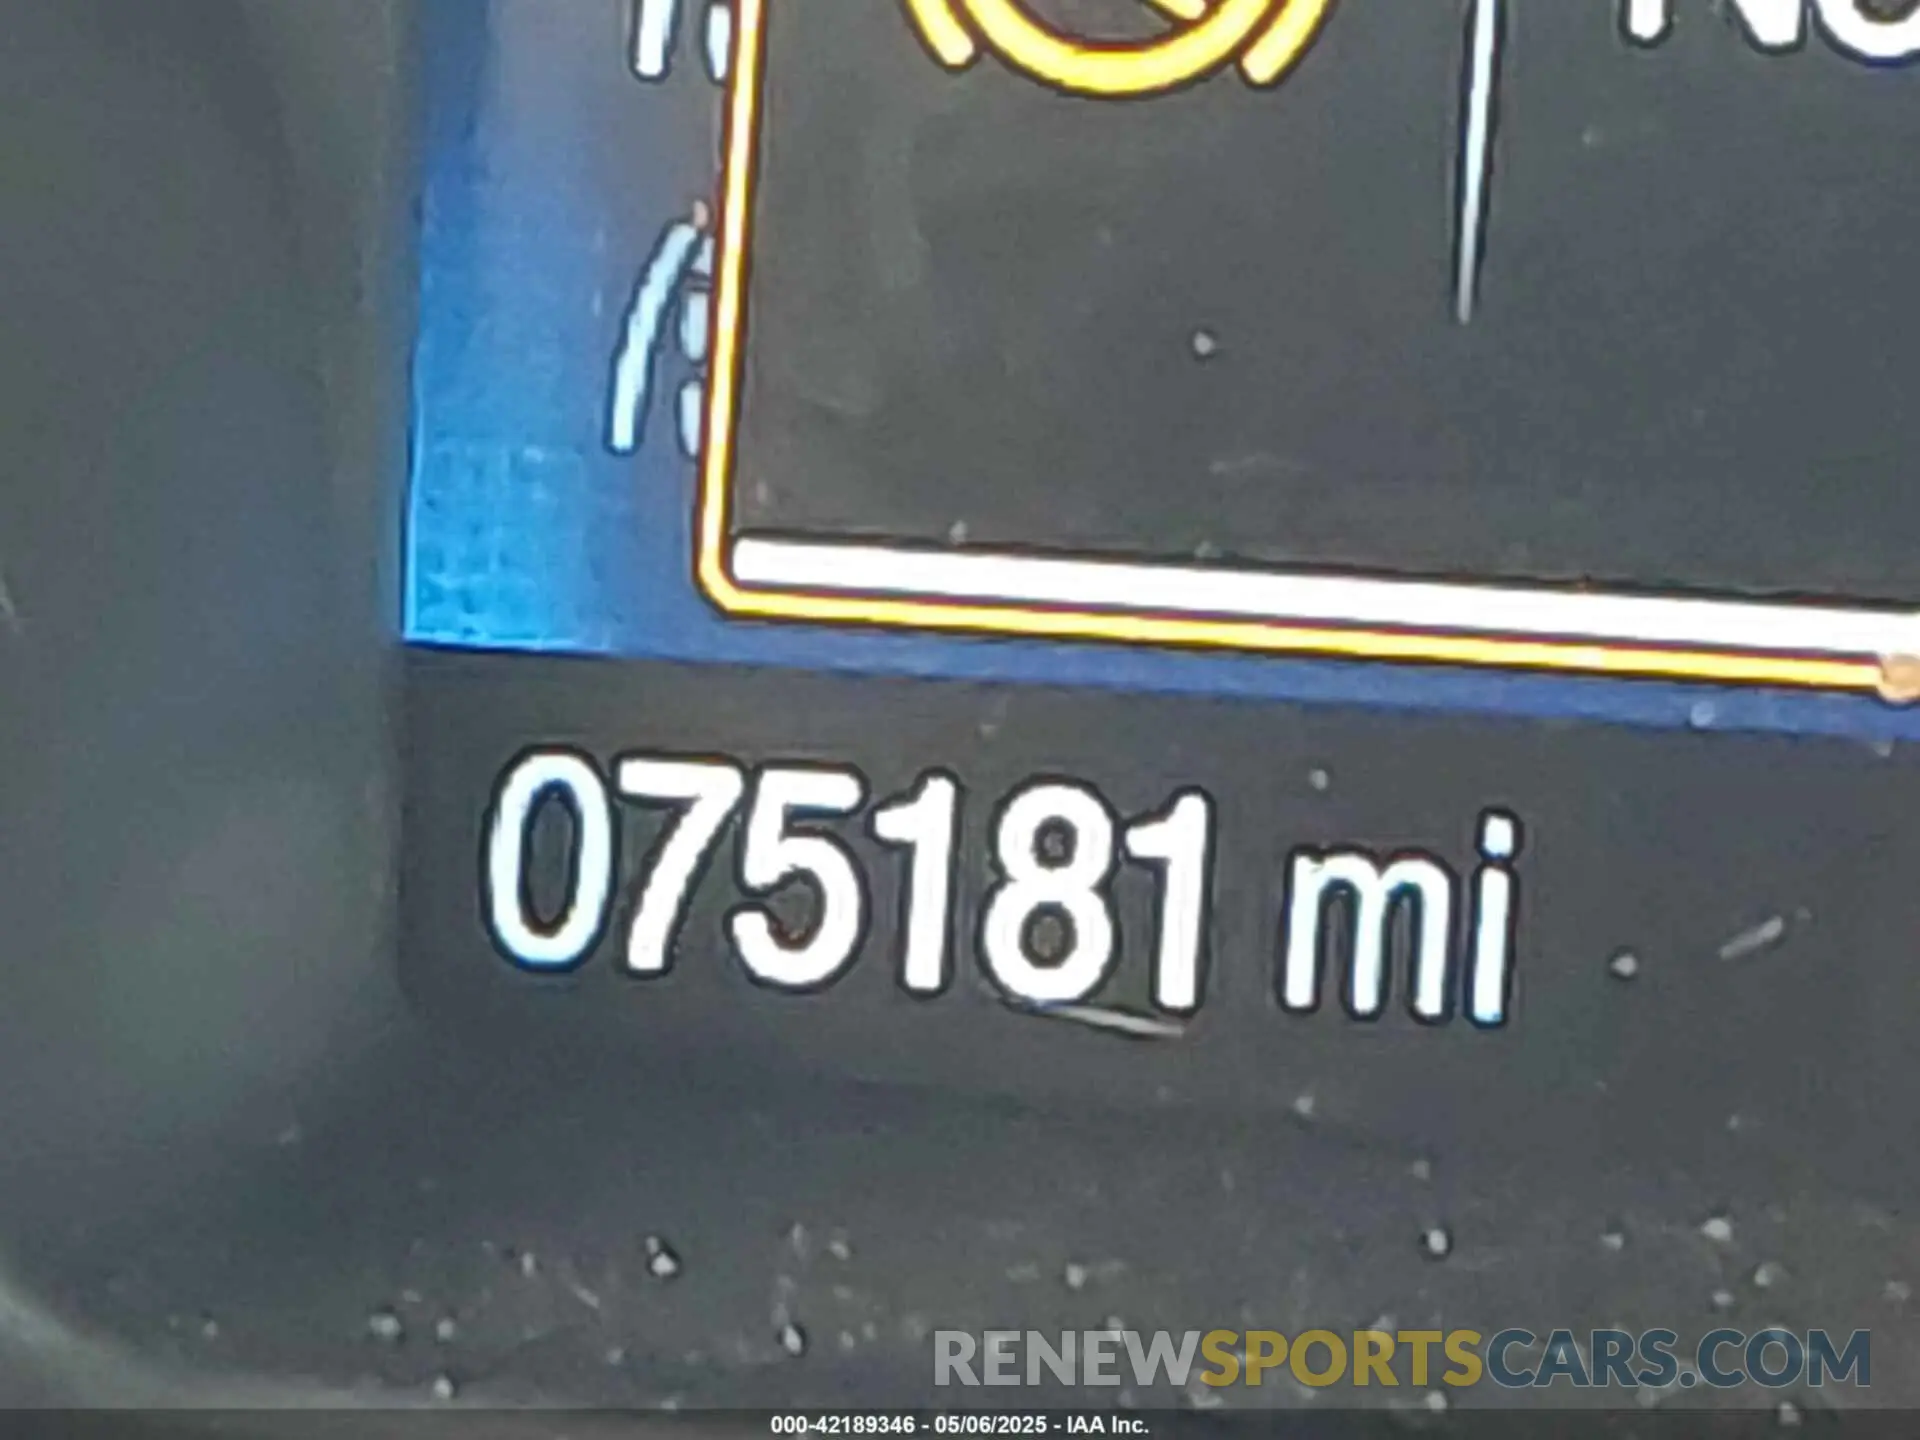 075181 mi
RENEWSPORTSCARS.COM
000-42189346 - 05/06/2025 - IAA Inc.